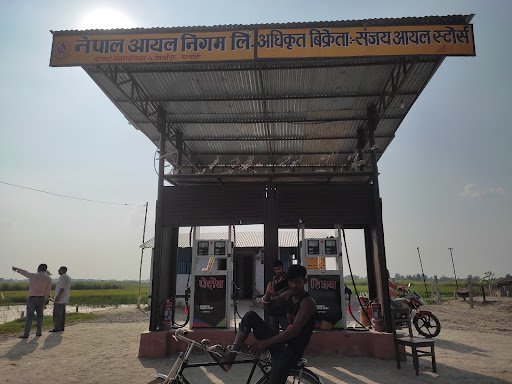 नेपाल आयल निगम लि. अधिकृत बिक्रेताः-संजय आयल स्टोर्स
पेट्रोल
डिजल